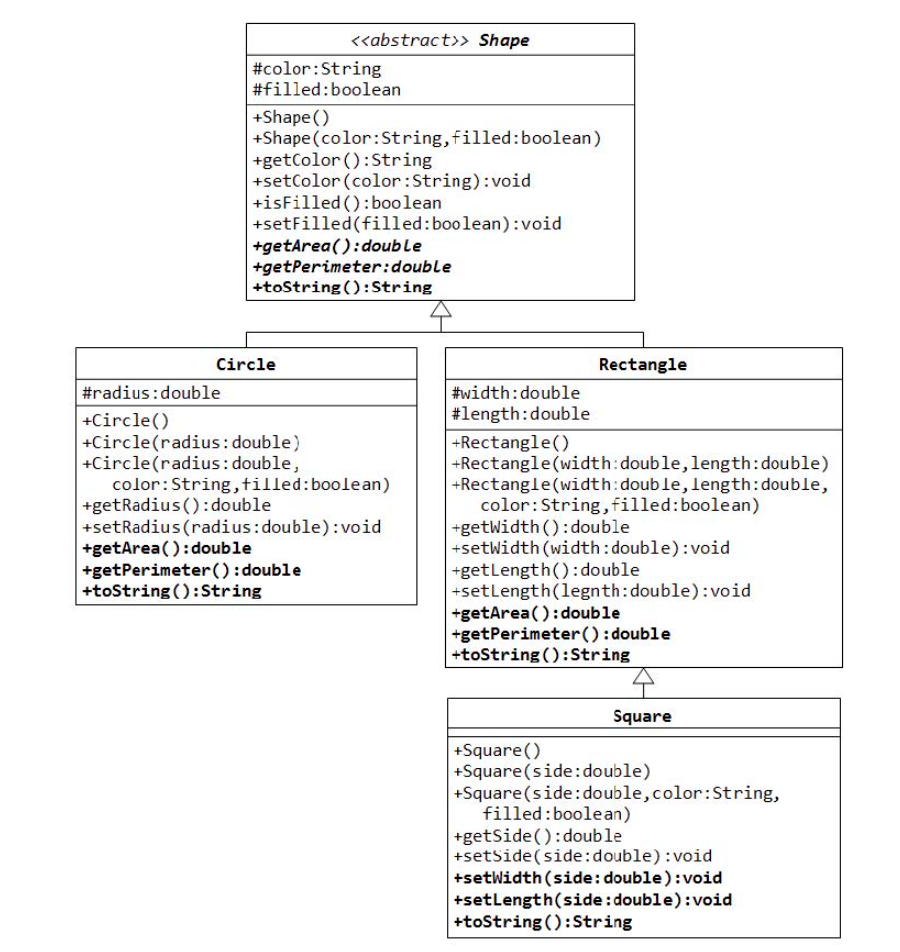 <<abstract>> Shape
#color:String
#filled:boolean
+Shape()
+Shape(color:String,filled:boolean)
+getColor():String
+setColor(color:String):void
+isFilled():boolean
+setFilled(filled:boolean):void
+getArea():double
+getPerimeter:double
+toString():String
Circle
#radius:double
+Circle()
+Circle(radius:double)
+Circle(radius:double,
color:String,filled:boolean)
+getRadius():double
+setRadius(radius:double):void
+getArea():double
+getPerimeter():double
+toString():String
Rectangle
#width:double
#length:double
+Rectangle()
+Rectangle(width:double,length:double)
+Rectangle(width:double,length:double,
color:String,filled:boolean)
+getWidth():double
+setWidth(width:double):void
+getLength():double
+setLength(legnth:double):void
+getArea():double
+getPerimeter():double
+toString():String
Square
+Square()
+Square(side:double)
+Square(side:double,color:String,
filled:boolean)
+getSide():double
+setSide(side:double):void
+setWidth(side:double):void
+setLength(side:double):void
+toString():String